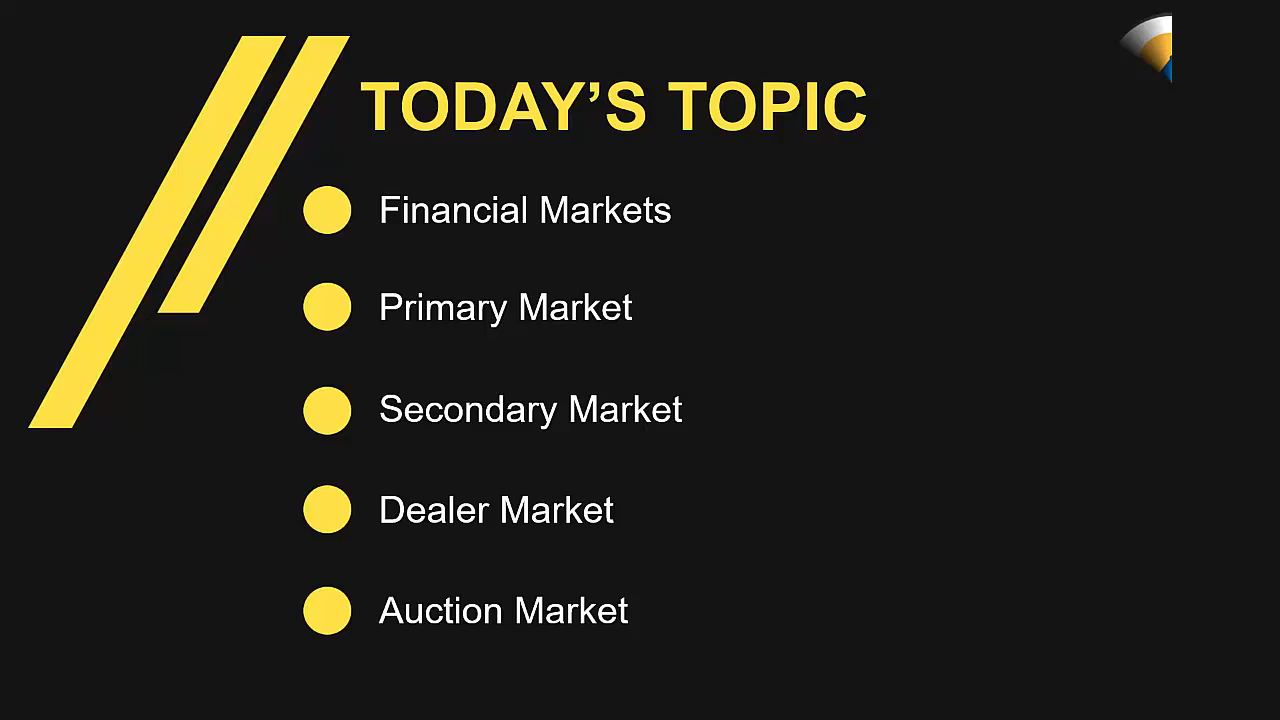 TODAY’S TOPIC
Financial Markets
Primary Market
Secondary Market
Dealer Market
Auction Market